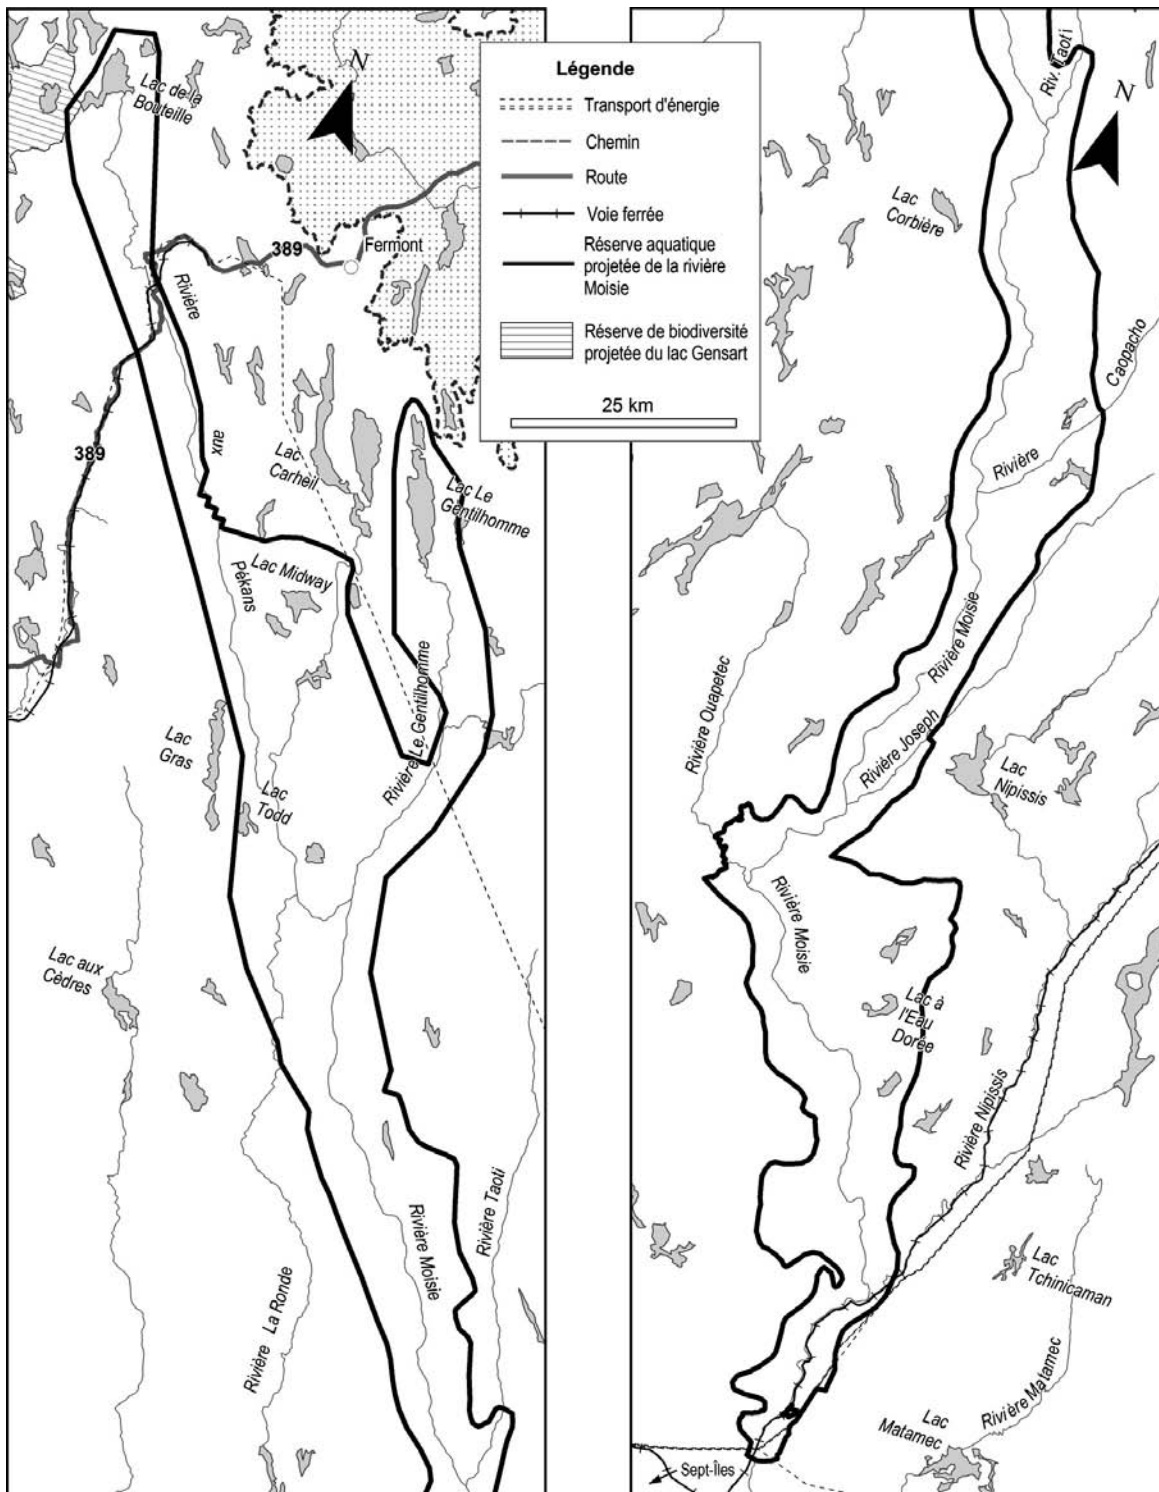 N
Lac de la
Bouteille
389
Fermont
Rivière
aux
Pékans
389
Lac
Carheil
Lac Le
Gentilhomme
Lac Midway
Rivière Le Gentilhomme
Lac
Gras
Lac
Todd
Lac aux
Cèdres
Rivière Taoti
Rivière Moisie
Rivière La Ronde
Légende
Transport d'énergie
Chemin
Route
Voie ferrée
Réserve aquatique
projetée de la rivière
Moisie
Réserve de biodiversité
projetée du lac Gensart
25 km
Riv. Taoti
N
Lac
Corbière
Caopacho
Rivière
Rivière Moisie
Rivière Ouapetec
Rivière Joseph
Lac
Nipissis
Rivière Moisie
Lac à
l'Eau
Dorée
Rivière Nipissis
Lac
Tchinicaman
Rivière Matamec
Lac
Matamec
Sept-Îles